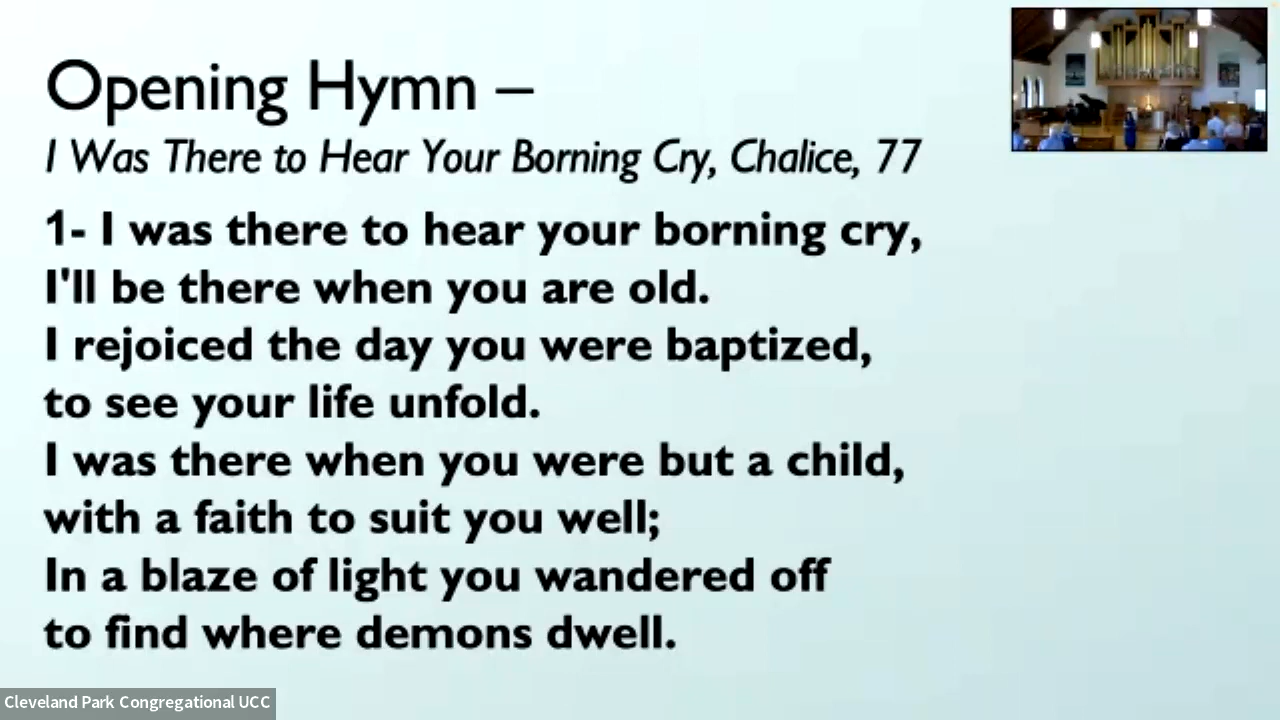 Opening Hymn –
I Was There to Hear Your Borning Cry, Chalice, 77
1- I was there to hear your borning cry,
I'll be there when you are old.
I rejoiced the day you were baptized,
to see your life unfold.
I was there when you were but a child,
with a faith to suit you well;
In a blaze of light you wandered off
to find where demons dwell.
Cleveland Park Congregational UCC